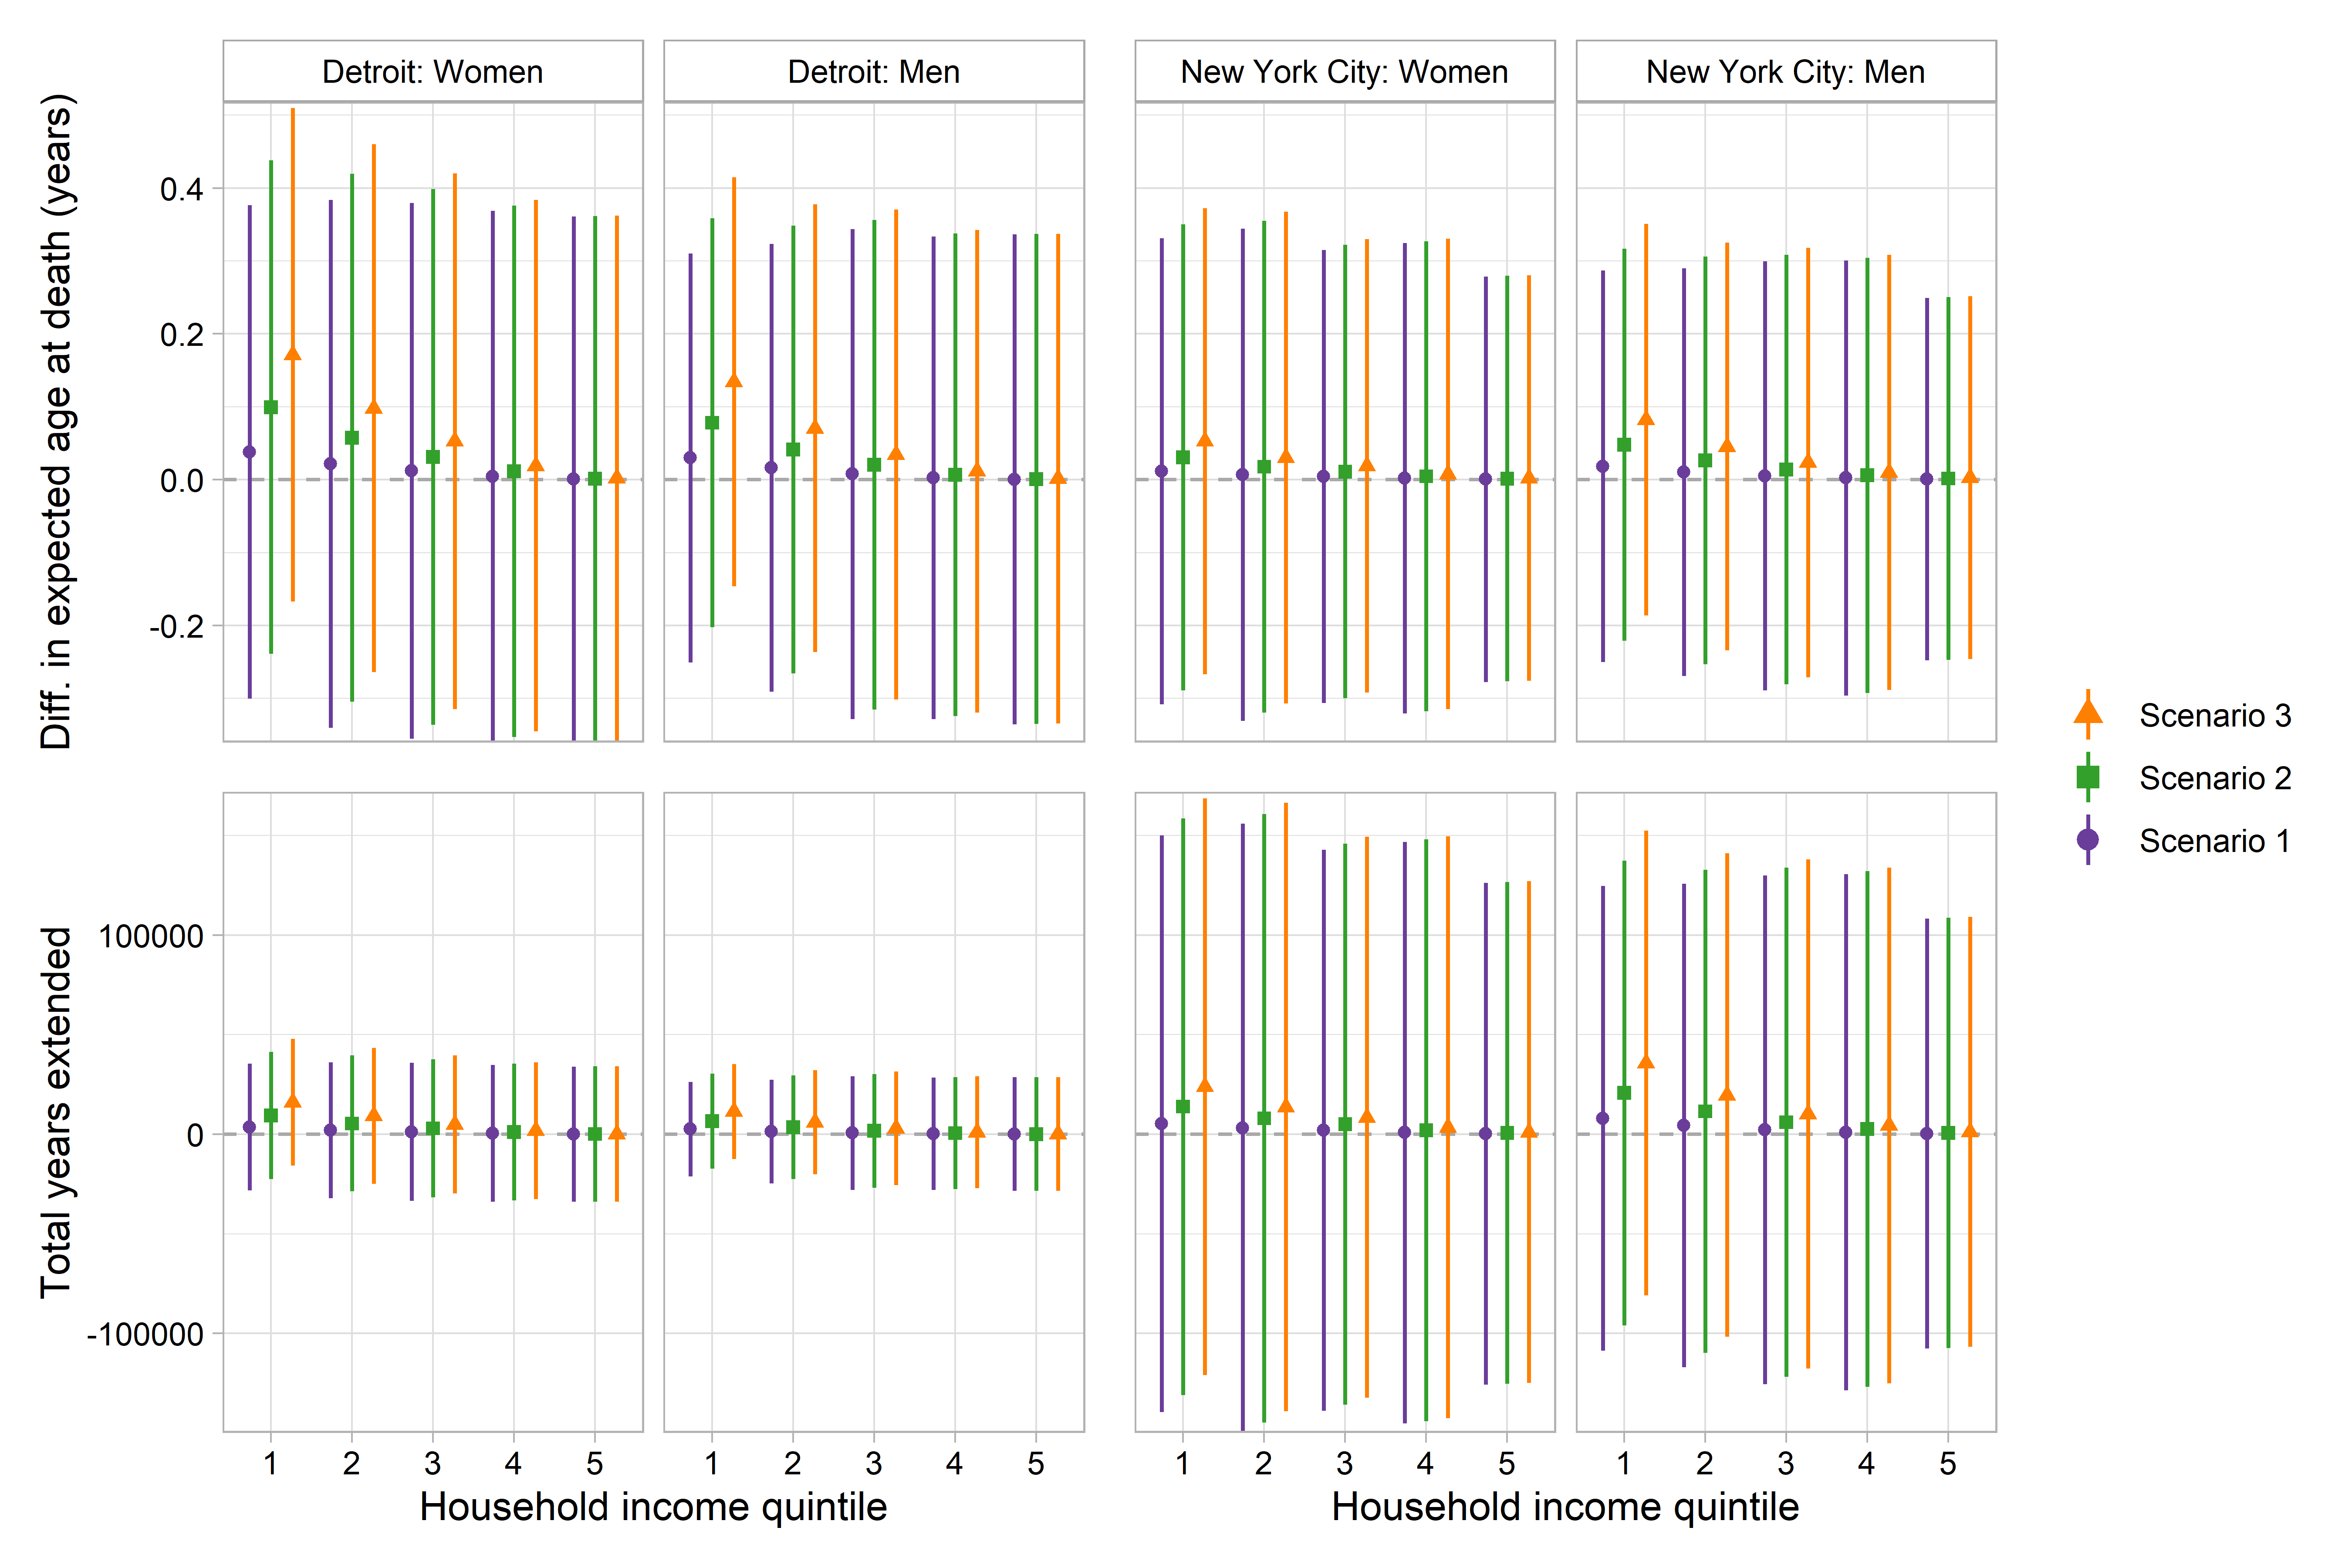 Detroit: Women
Detroit: Men
New York City: Women
New York City: Men
Diff. in expected age at death (years)
0.4
0.2
0.0
-0.2
Total years extended
100000
0
-100000
1 2 3 4 5
1 2 3 4 5
1 2 3 4 5
1 2 3 4 5
Household income quintile
Household income quintile
Scenario 3
Scenario 2
Scenario 1